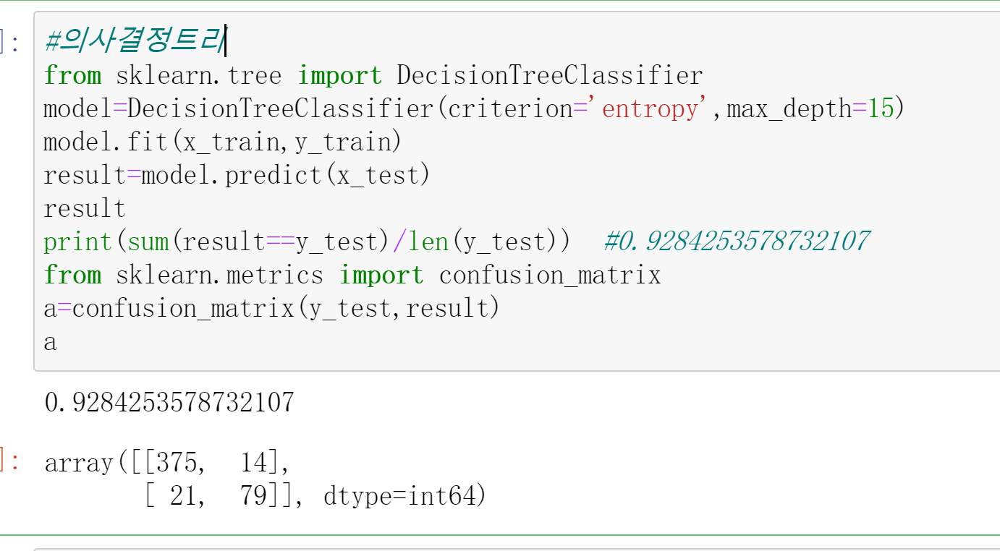 ]: #의사결정트리
from sklearn.tree import DecisionTreeClassifier
model=DecisionTreeClassifier(criterion='entropy',max_depth=15)
model.fit(x_train,y_train)
result=model.predict(x_test)
result
print(sum(result==y_test)/len(y_test))  #0.9284253578732107
from sklearn.metrics import confusion_matrix
a=confusion_matrix(y_test,result)
a
0.9284253578732107
]: array([[375,  14],
       [ 21,  79]], dtype=int64)